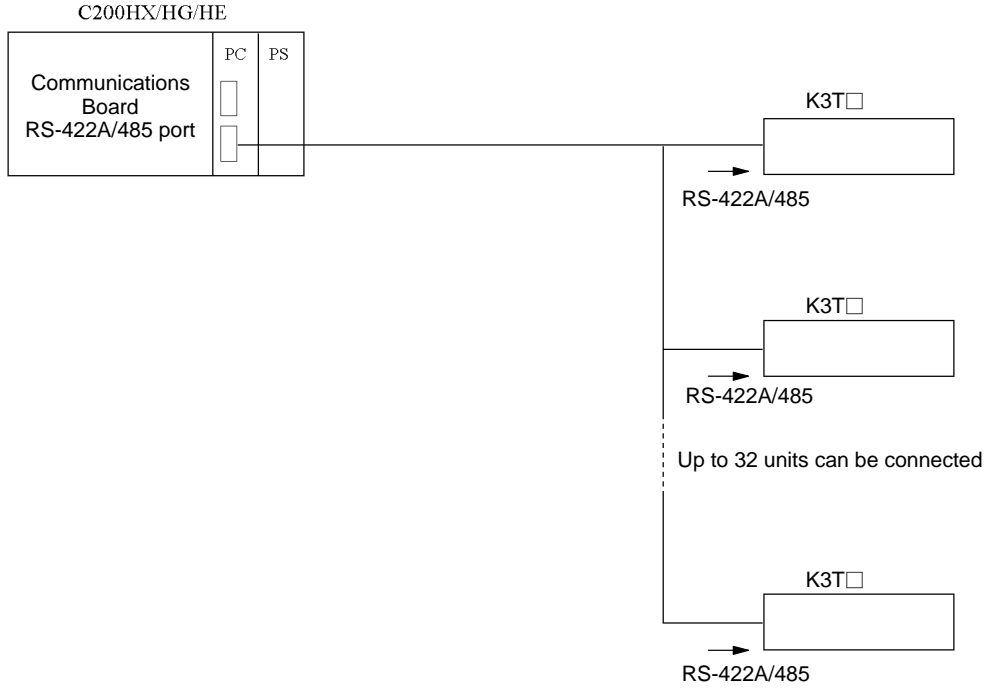 C200HX/HG/HE
PC PS
Communications
Board
RS-422A/485 port
K3T□
RS-422A/485
K3T□
RS-422A/485
Up to 32 units can be connected
K3T□
RS-422A/485